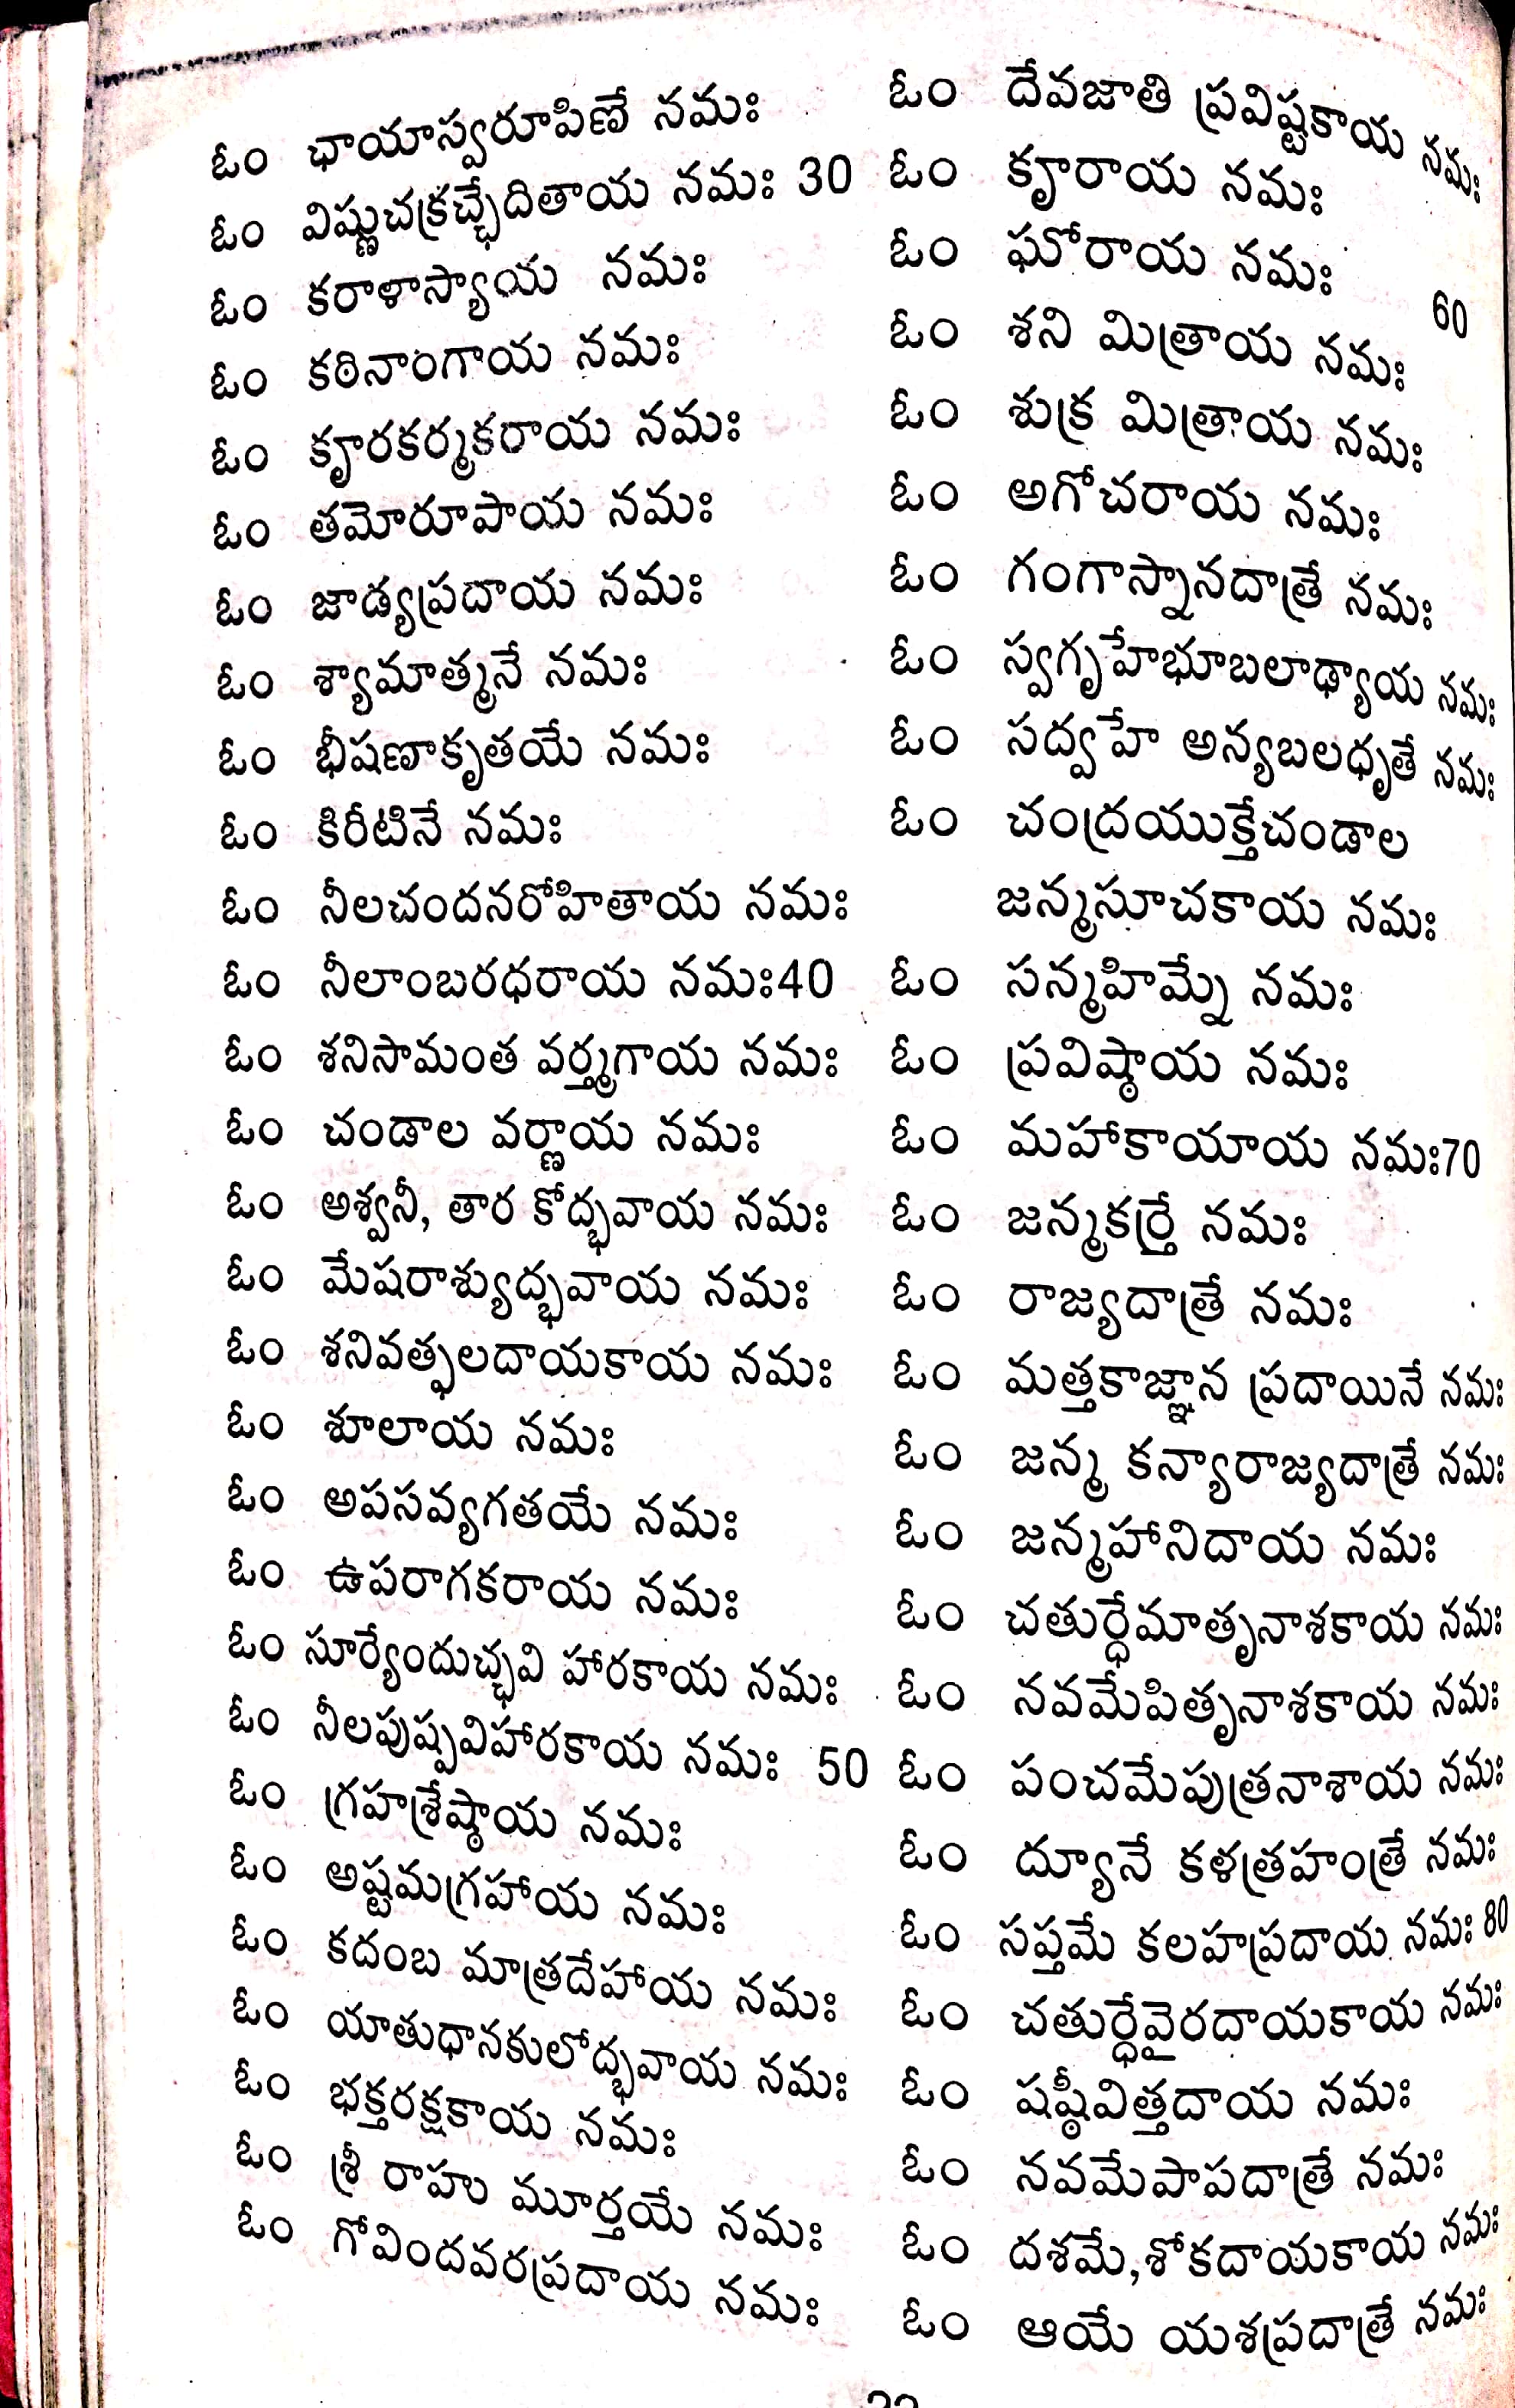 ఓం ఛాయాస్వరూపిణే నమః
ఓం విష్ణుచక్రచ్ఛేదితాయ నమః 30
ఓం కరాళాస్యాయ నమః
ఓం కఠినాంగాయ నమః
ఓం కౄరకర్మకరాయ నమః
ఓం తమోరూపాయ నమః
ఓం జాడ్యప్రదాయ నమః
ఓం శ్యామాత్మనే నమః
ఓం భీషణాకృతయే నమః
ఓం కిరీటినే నమః
ఓం నీలచందనరోహితాయ నమః
ఓం నీలాంబరధరాయ నమః40
ఓం శనిసామంత వర్త్మగాయ నమః
ఓం చండాల వర్ణాయ నమః
ఓం అశ్వనీ, తార కోద్భవాయ నమః
ఓం మేషరాశ్యుద్భవాయ నమః
ఓం శనివత్ఫలదాయకాయ నమః
ఓం శూలాయ నమః
ఓం అపసవ్యగతయే నమః
ఓం ఉపరాగకరాయ నమః
ఓం సూర్యేందుచ్ఛవి హారకాయ నమః
ఓం నీలపుష్పవిహారకాయ నమః 50
ఓం గ్రహశ్రేష్ఠాయ నమః
ఓం అష్టమగ్రహాయ నమః
ఓం కదంబ మాత్రదేహాయ నమః
ఓం యాతుధానకులోద్భవాయ నమః
ఓం భక్తరక్షకాయ నమః
ఓం శ్రీ రాహు మూర్తయే నమః
ఓం గోవిందవరప్రదాయ నమః
ఓం దేవజాతి ప్రవిష్టకాయ నమః
ఓం కౄరాయ నమః
ఓం ఘోరాయ నమః 60
ఓం శని మిత్రాయ నమః
ఓం శుక్ర మిత్రాయ నమః
ఓం అగోచరాయ నమః
ఓం గంగాస్నానదాత్రే నమః
ఓం స్వగృహేభూబలాఢ్యాయ నమః
ఓం సద్వహే అన్యబలధృతే నమః
ఓం చంద్రయుక్తేచండాల
జన్మసూచకాయ నమః
ఓం సన్మహిమ్నే నమః
ఓం ప్రవిష్ఠాయ నమః
ఓం మహాకాయాయ నమః70
ఓం జన్మకర్త్రే నమః
ఓం రాజ్యదాత్రే నమః
ఓం మత్తకాజ్ఞాన ప్రదాయినే నమః
ఓం జన్మ కన్యారాజ్యదాత్రే నమః
ఓం జన్మహానిదాయ నమః
ఓం చతుర్ధేమాతృనాశకాయ నమః
ఓం నవమేపితృనాశకాయ నమః
ఓం పంచమేపుత్రనాశాయ నమః
ఓం ద్యూనే కళత్రహంత్రే నమః
ఓం సప్తమే కలహప్రదాయ నమః 80
ఓం చతుర్ధేవైరదాయకాయ నమః
ఓం షష్ఠీవిత్తదాయ నమః
ఓం నవమేపాపదాత్రే నమః
ఓం దశమే,శోకదాయకాయ నమః
ఓం ఆయే యశప్రదాత్రే నమః